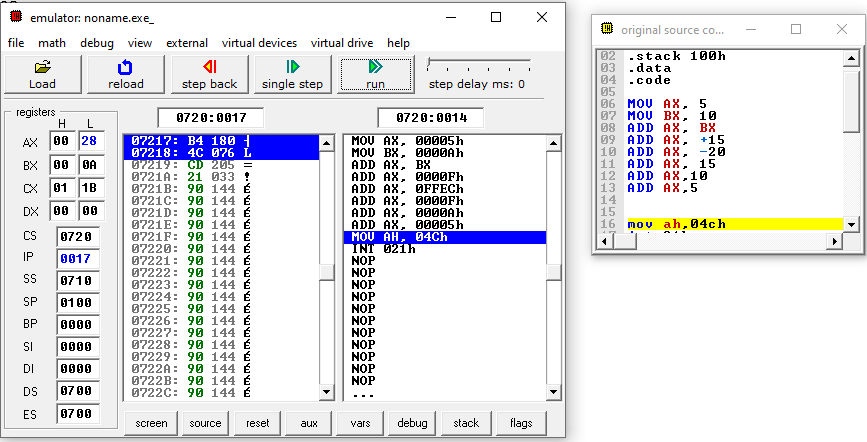 emulator: noname.exe_
file math debug view external virtual devices virtual drive help
Load reload step back single step run step delay ms: 0
registers
H L
AX 00 28
BX 00 0A
CX 01 1B
DX 00 00
CS 0720
IP 0017
SS 0710
SP 0100
BP 0000
SI 0000
DI 0000
DS 0700
ES 0700
0720:0017
07217: B4 180 ┤
07218: 4C 076 L
07219: CD 205 =
0721A: 21 033 !
0721B: 90 144 É
0721C: 90 144 É
0721D: 90 144 É
0721E: 90 144 É
0721F: 90 144 É
07220: 90 144 É
07221: 90 144 É
07222: 90 144 É
07223: 90 144 É
07224: 90 144 É
07225: 90 144 É
07226: 90 144 É
07227: 90 144 É
07228: 90 144 É
07229: 90 144 É
0722A: 90 144 É
0722B: 90 144 É
0722C: 90 144 É
0720:0014
MOV AX, 00005h
MOV BX, 0000Ah
ADD AX, BX
ADD AX, 0000Fh
ADD AX, 0FFECh
ADD AX, 0000Fh
ADD AX, 0000Ah
ADD AX, 00005h
MOV AH, 04Ch
INT 021h
NOP
NOP
NOP
NOP
NOP
NOP
NOP
NOP
NOP
NOP
NOP
...
screen source reset aux vars debug stack flags
original source co...
02 .stack 100h
03 .data
04 .code
05
06 MOV AX, 5
07 MOV BX, 10
08 ADD AX, BX
09 ADD AX, +15
10 ADD AX, -20
11 ADD AX, 15
12 ADD AX,10
13 ADD AX,5
14
15
16 mov ah,04ch